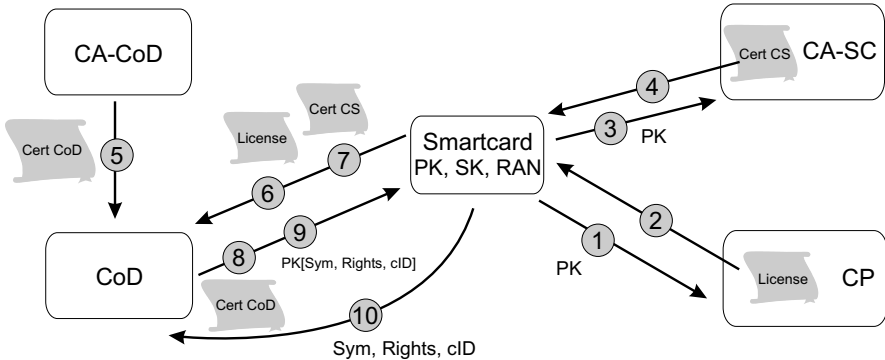 CA-CoD
Cert CS
CA-SC
4
Cert CS
License
3
PK
Smartcard
PK, SK, RAN
Cert CoD
5
7
6
2
9
1
8
PK[Sym, Rights, cID]
PK
CoD
Cert CoD
License
CP
10
Sym, Rights, cID